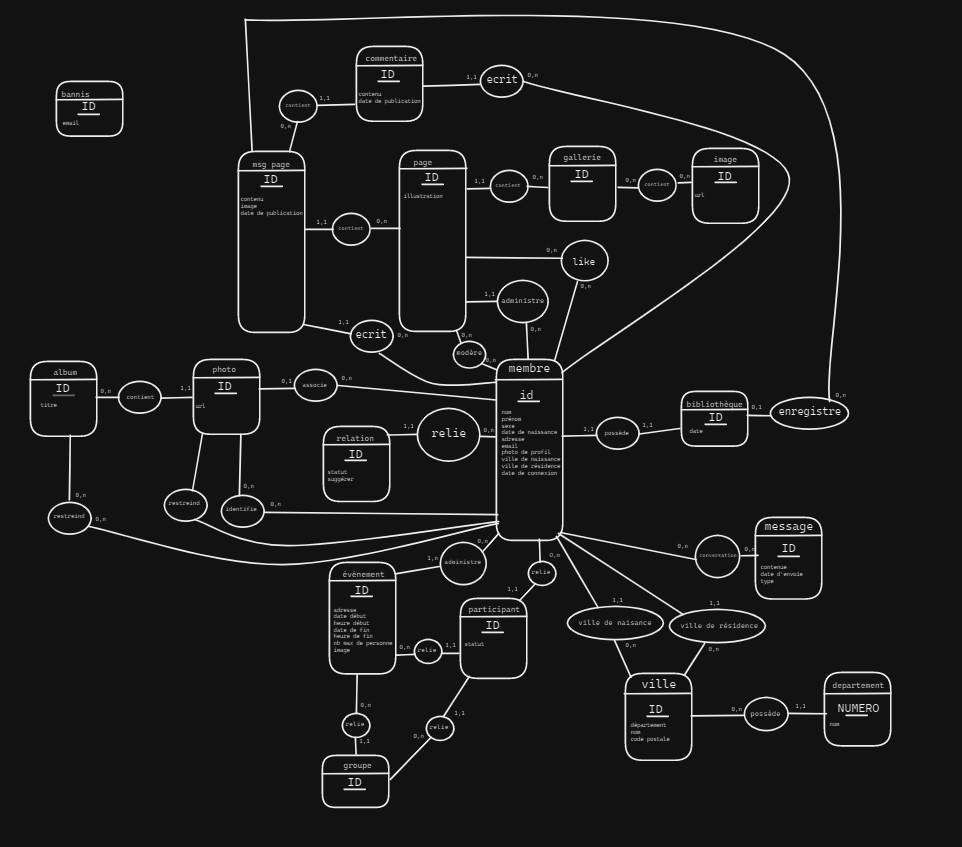 commentaire
ID
contenu
date de publication
1,1
ecrit
0,n
contient
1,1
0,n
bannis
ID
email
msg page
ID
contenu
image
date de publication
1,1
contient
0,n
page
ID
illustration
1,1
contient
0,n
gallerie
ID
0,n
contient
0,n
image
ID
url
0,n
like
0,n
1,1
administre
0,n
1,1
ecrit
0,n
0,n
modère
0,n
membre
id
nom
prénom
sexe
date de naissance
adresse
email
photo de profil
ville de naissance
ville de résidence
date de connexion
album
ID
titre
0,n
contient
1,1
photo
ID
url
0,1
associe
0,n
relation
ID
statut
suggérer
1,1
relie
0,n
1,1
possède
1,1
bibliothèque
ID
date
0,1
enregistre
0,n
0,n
restreind
0,n
restreind
0,n
identifie
0,n
1,n
administre
0,n
évènement
ID
adresse
date début
heure début
date de fin
heure de fin
nb max de personne
image
0,n
relie
1,1
0,n
relie
1,1
participant
ID
statut
0,n
conversation
0,n
message
ID
contenue
date d'envoie
type
1,1
ville de naisance
0,n
1,1
ville de résidence
0,n
ville
ID
département
nom
code postale
0,n
possède
1,1
departement
NUMERO
nom
0,n
relie
1,1
1,1
relie
0,n
groupe
ID